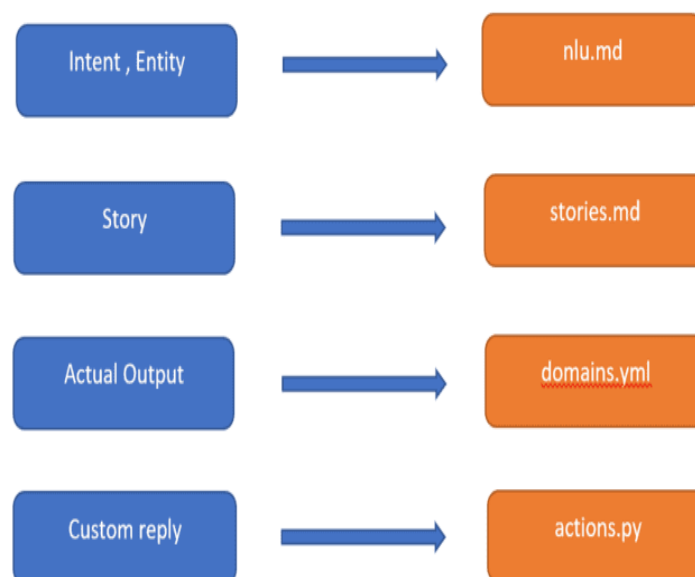 Intent , Entity
nlu.md
Story
stories.md
Actual Output
domains.yml
Custom reply
actions.py